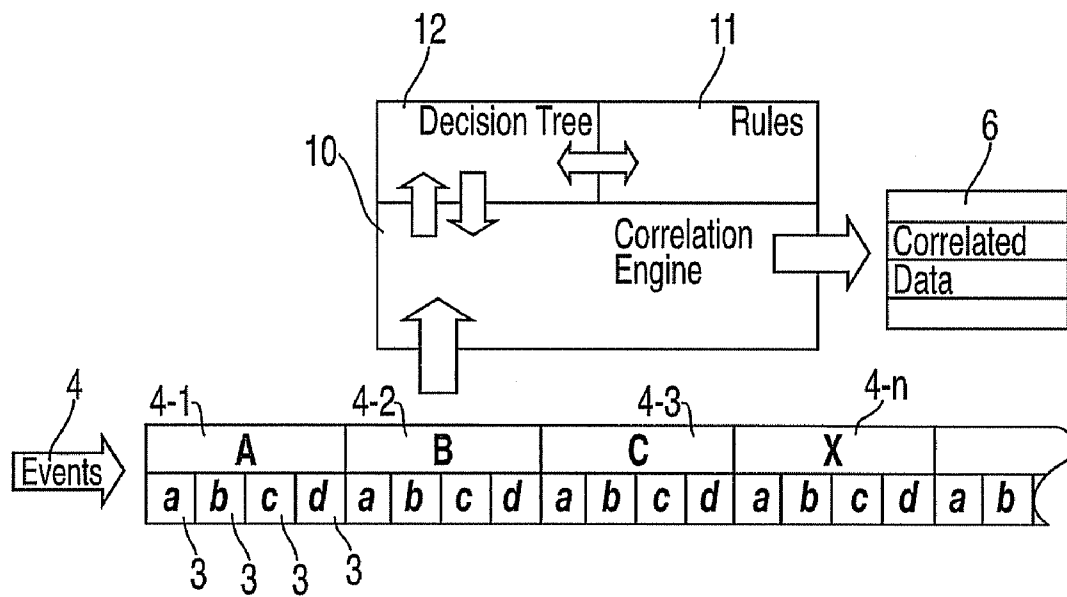 12
11
Decision Tree
Rules
6
10
Correlation
Engine
Correlated
Data
4
4-1
4-2
4-3
4-n
Events
A B C X
a b c d a b c d a b c d a b c d a b
3 3 3 3